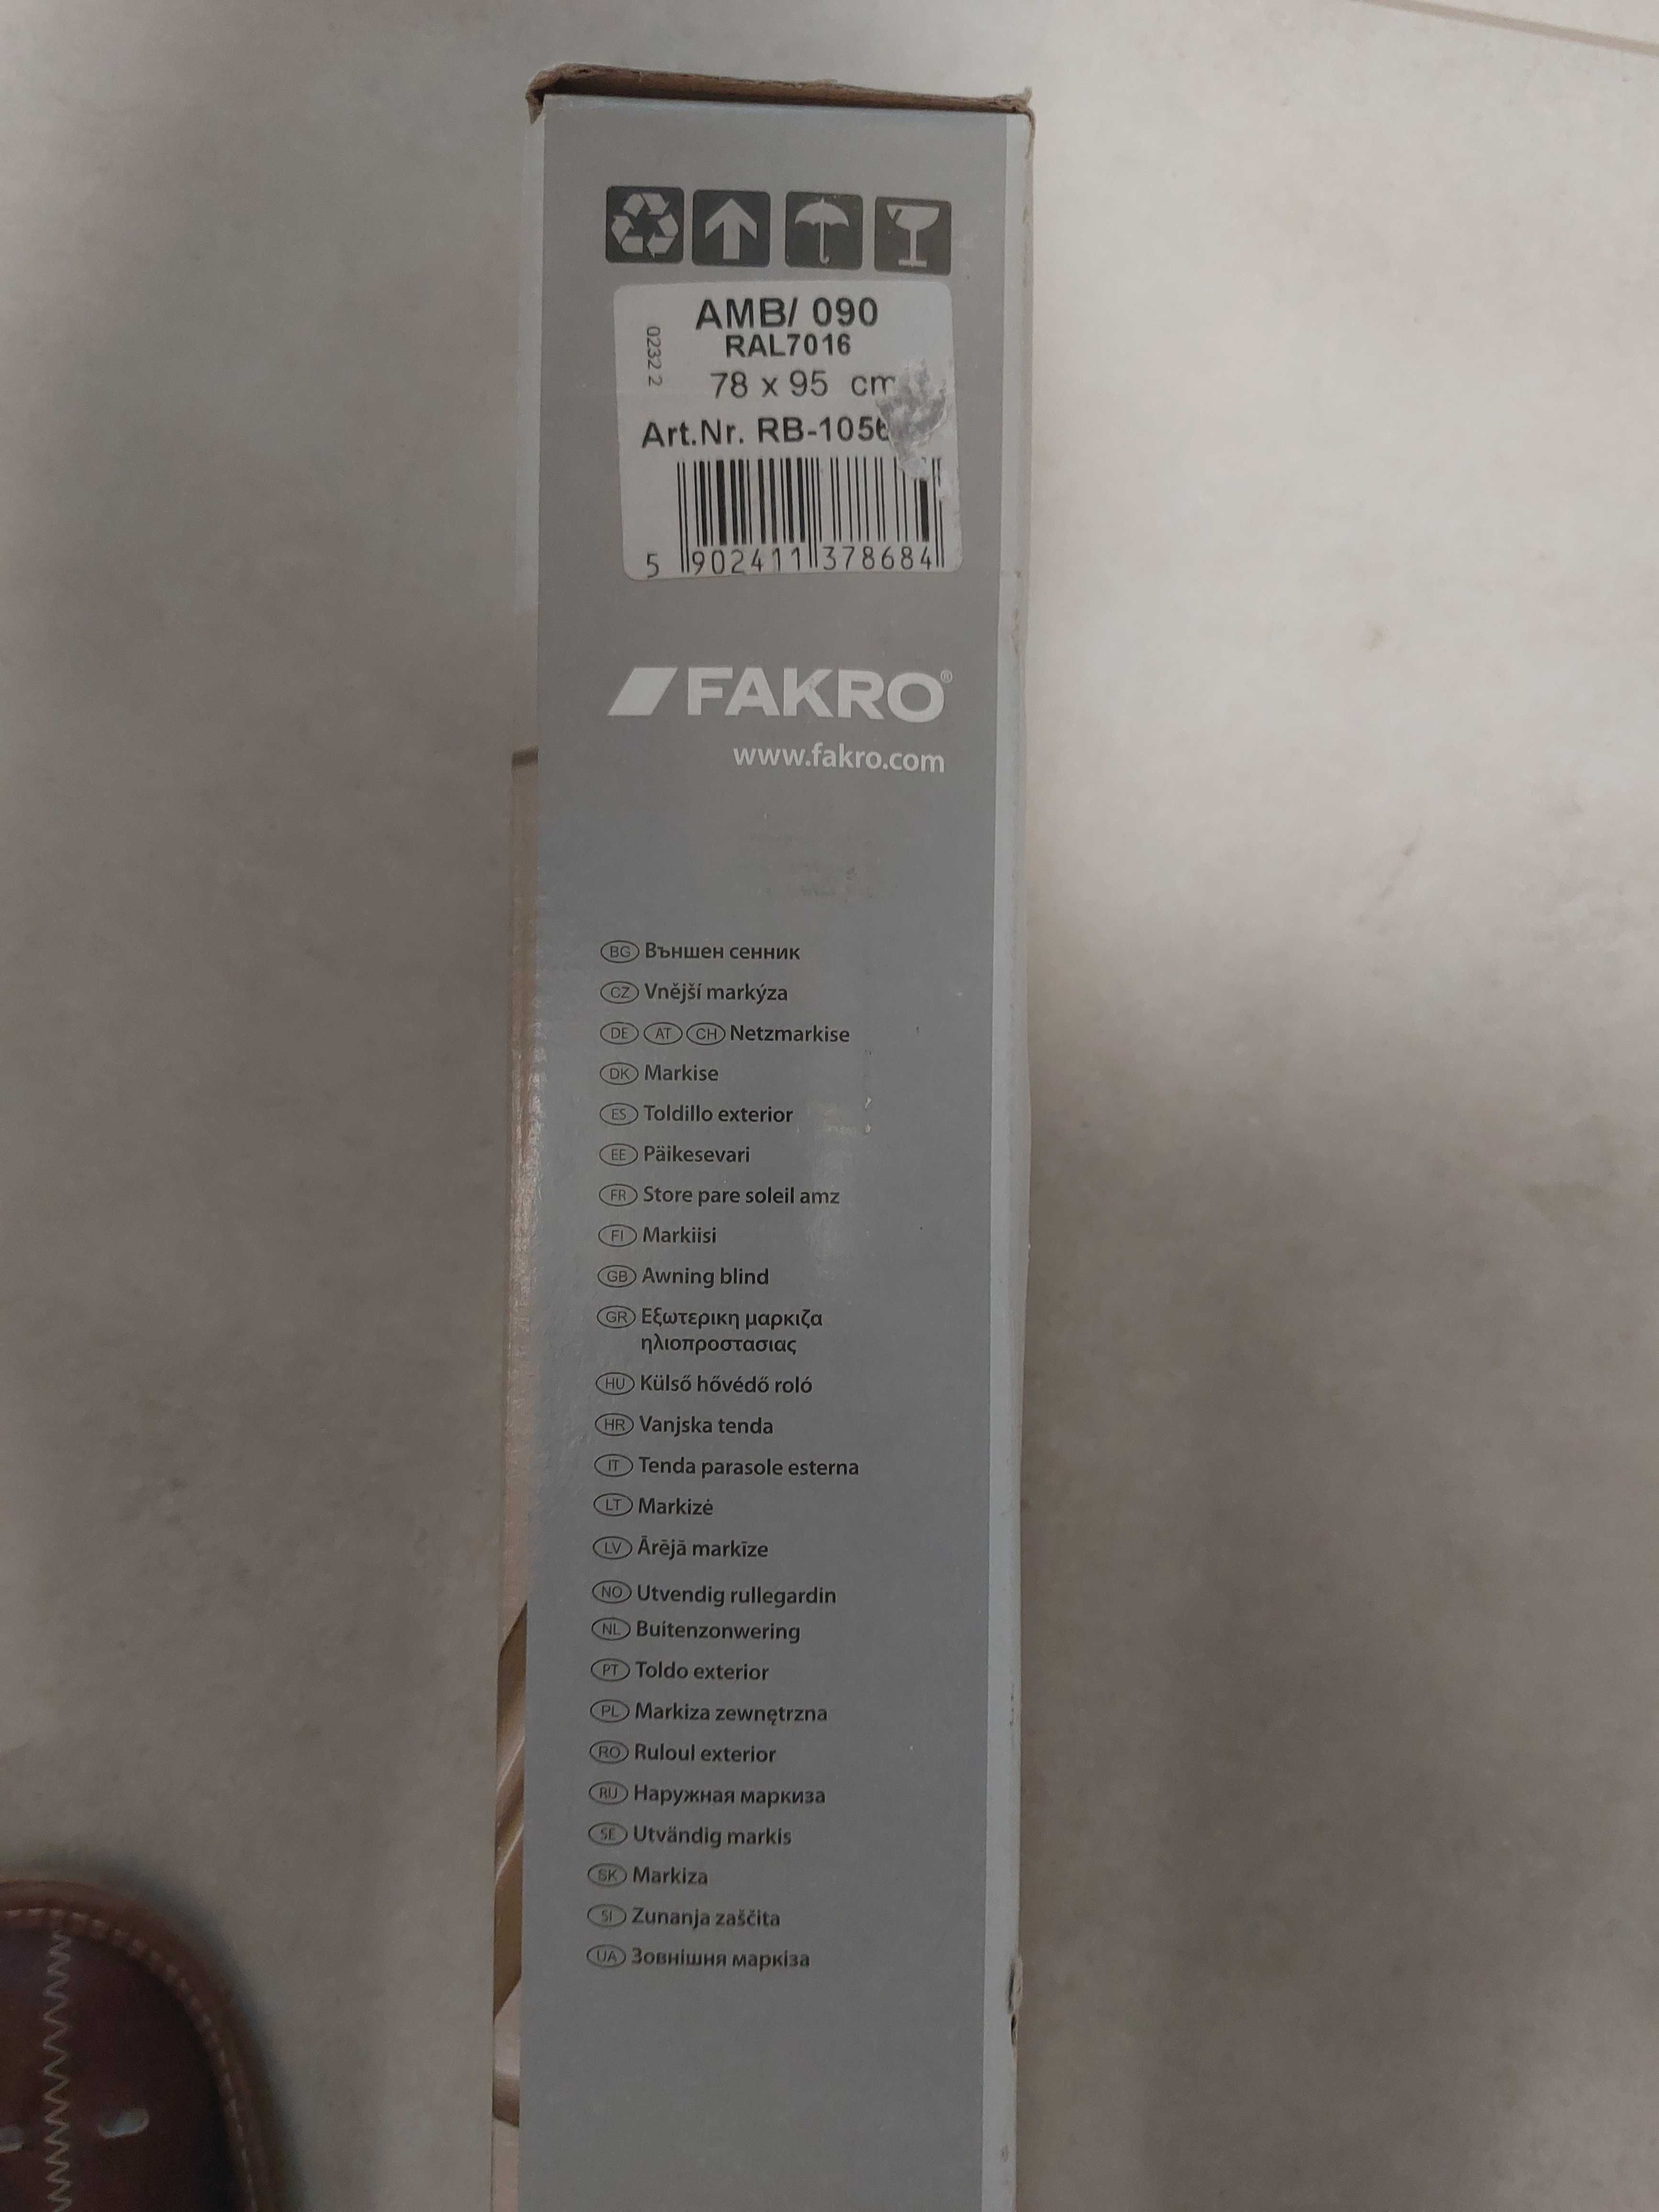 AMB/ 090
RAL7016
0232 2
78 x 95 cm
Art.Nr. RB-1056
5 902411 378684
FAKRO®
www.fakro.com
BG Външен сенник
CZ Vnější markýza
DE AT CH Netzmarkise
DK Markise
ES Toldillo exterior
EE Päikesevari
FR Store pare soleil amz
FI Markiisi
GB Awning blind
GR Εξωτερικη μαρκιζα
ηλιοπροστασιας
HU Külső hővédő roló
HR Vanjska tenda
IT Tenda parasole esterna
LT Markizė
LV Ārējā markīze
NO Utvendig rullegardin
NL Buitenzonwering
PT Toldo exterior
PL Markiza zewnętrzna
RO Ruloul exterior
RU Наружная маркиза
SE Utvändig markis
SK Markiza
SI Zunanja zaščita
UA Зовнішня маркіза